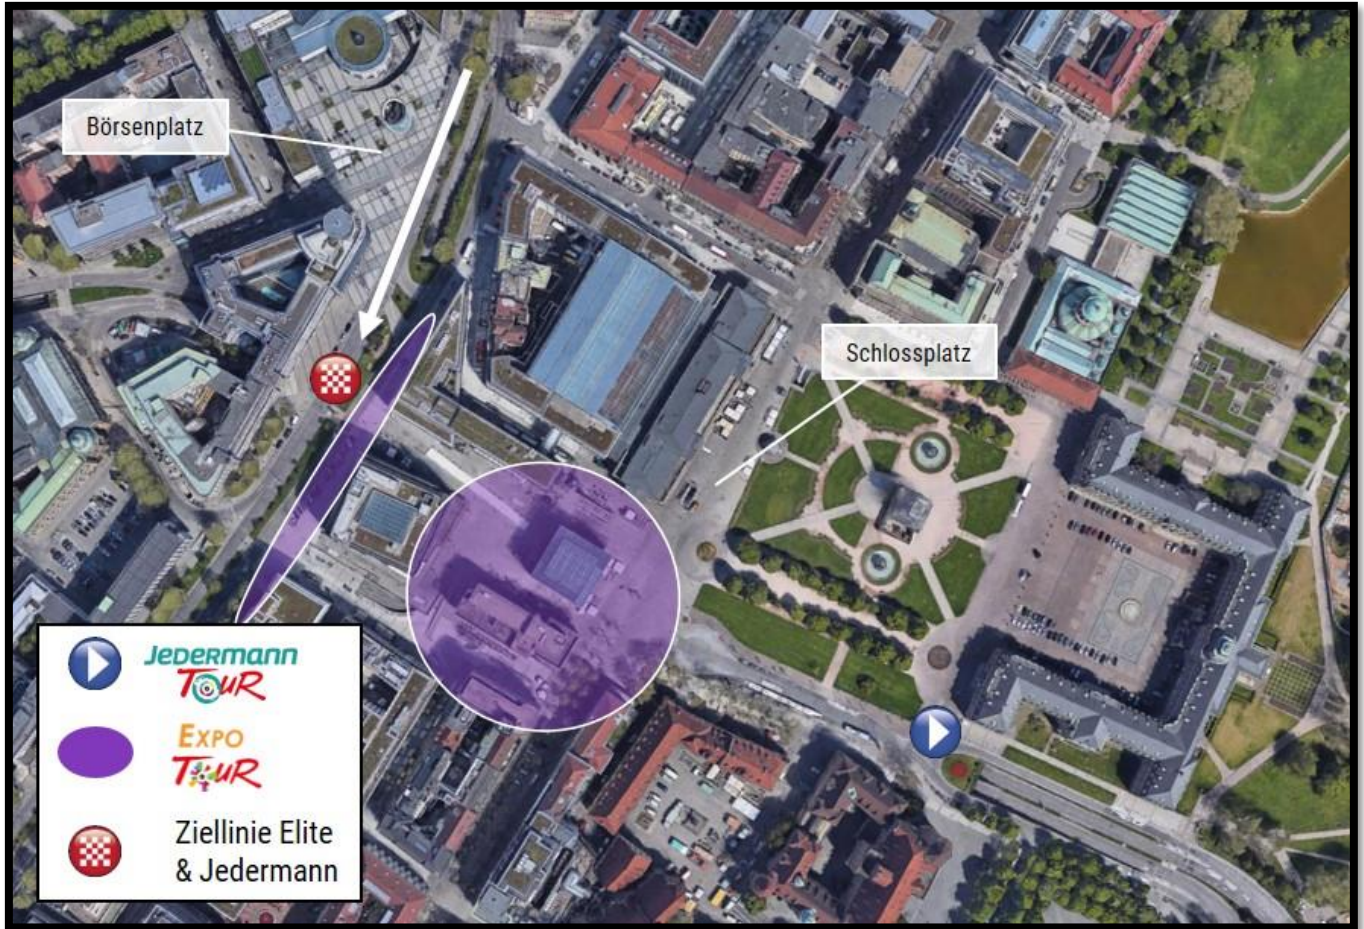 Börsenplatz
Schlossplatz
JEDERMANN
TOUR
EXPO
TOUR
Ziellinie Elite
& Jedermann